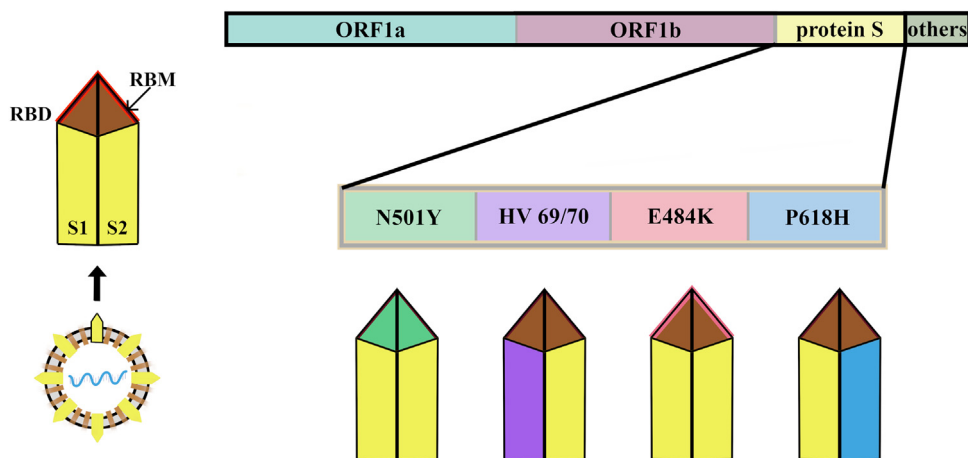 ORF1a ORF1b protein S others
RBM
RBD
S1 S2
N501Y HV 69/70 E484K P618H